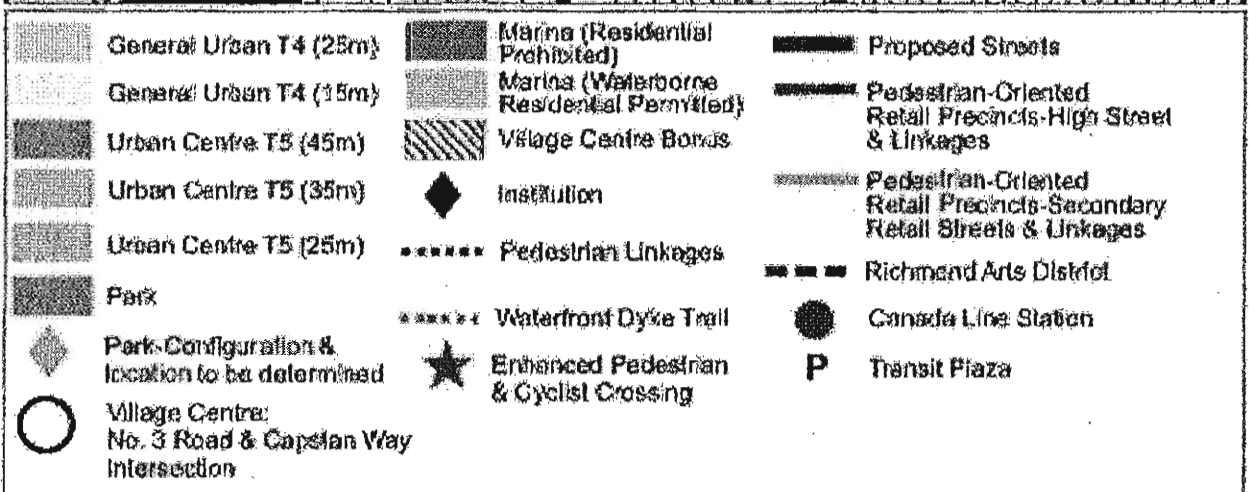 General Urban T4 (25m)
General Urban T4 (15m)
Urban Centre T5 (45m)
Urban Centre T5 (35m)
Urban Centre T5 (25m)
Park
Park-Configuration &
location to be determined
Village Centre:
No. 3 Road & Capstan Way
Intersection
Marina (Residential
Prohibited)
Marina (Waterborne
Residential Permitted)
Village Centre Bonus
Institution
Pedestrian Linkages
Waterfront Dyke Trail
Enhanced Pedestrian
& Cyclist Crossing
Proposed Streets
Pedestrian-Oriented
Retail Precincts-High Street
& Linkages
Pedestrian-Oriented
Retail Precincts-Secondary
Retail Streets & Linkages
Richmond Arts District
Canada Line Station
P Transit Plaza